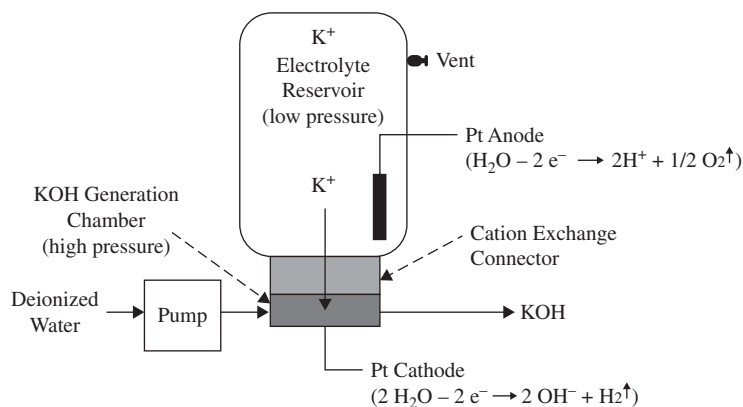 K⁺
Electrolyte
Reservoir
(low pressure)
Vent
Pt Anode
(H₂O – 2 e⁻ → 2H⁺ + 1/2 O₂↑)
K⁺
KOH Generation
Chamber
(high pressure)
Cation Exchange
Connector
Deionized
Water
Pump
KOH
Pt Cathode
(2 H₂O – 2 e⁻ → 2 OH⁻ + H₂↑)